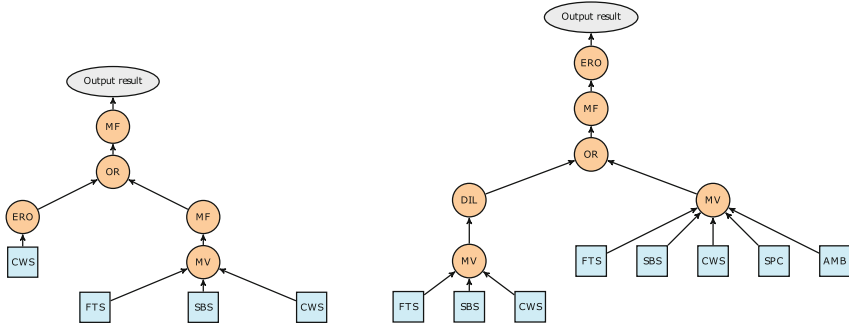 Output result
MF
OR
ERO
MF
CWS
MV
FTS
SBS
CWS
Output result
ERO
MF
OR
DIL
MV
MV
FTS
SBS
CWS
SPC
AMB
FTS
SBS
CWS